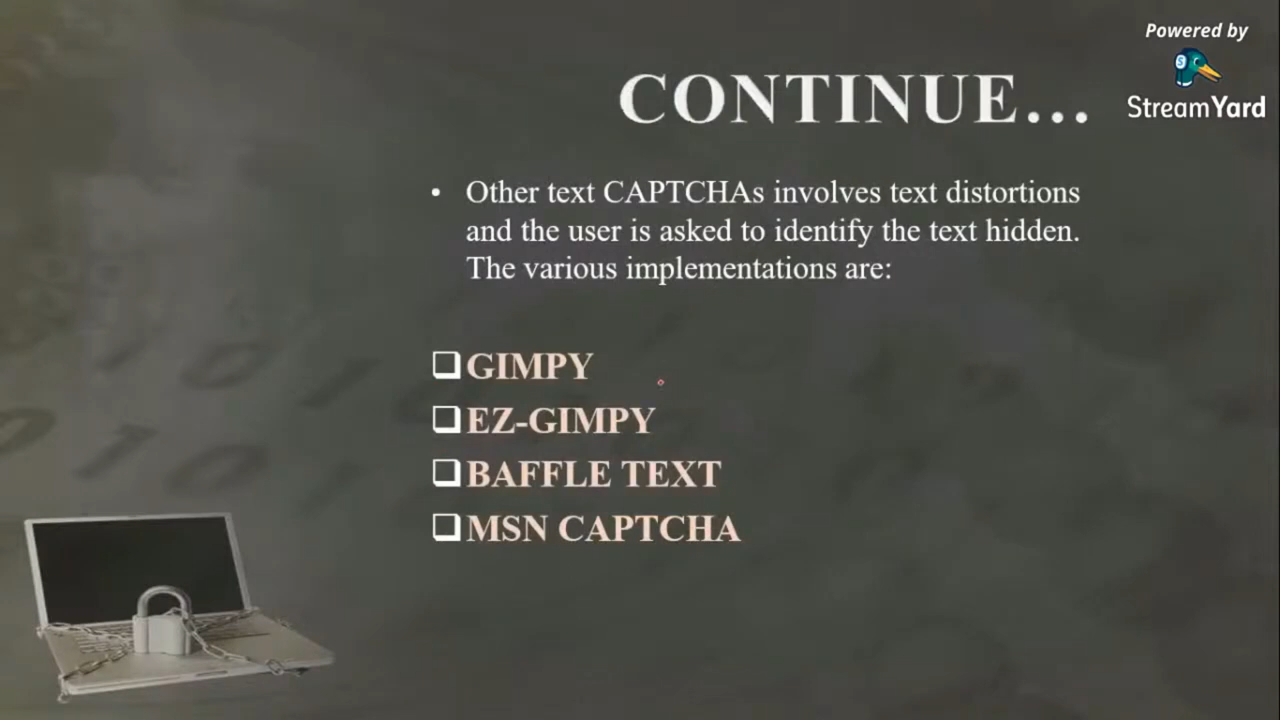 Powered by
StreamYard
CONTINUE...
• Other text CAPTCHAs involves text distortions
and the user is asked to identify the text hidden.
The various implementations are:
❑GIMPY
❑EZ-GIMPY
❑BAFFLE TEXT
❑MSN CAPTCHA